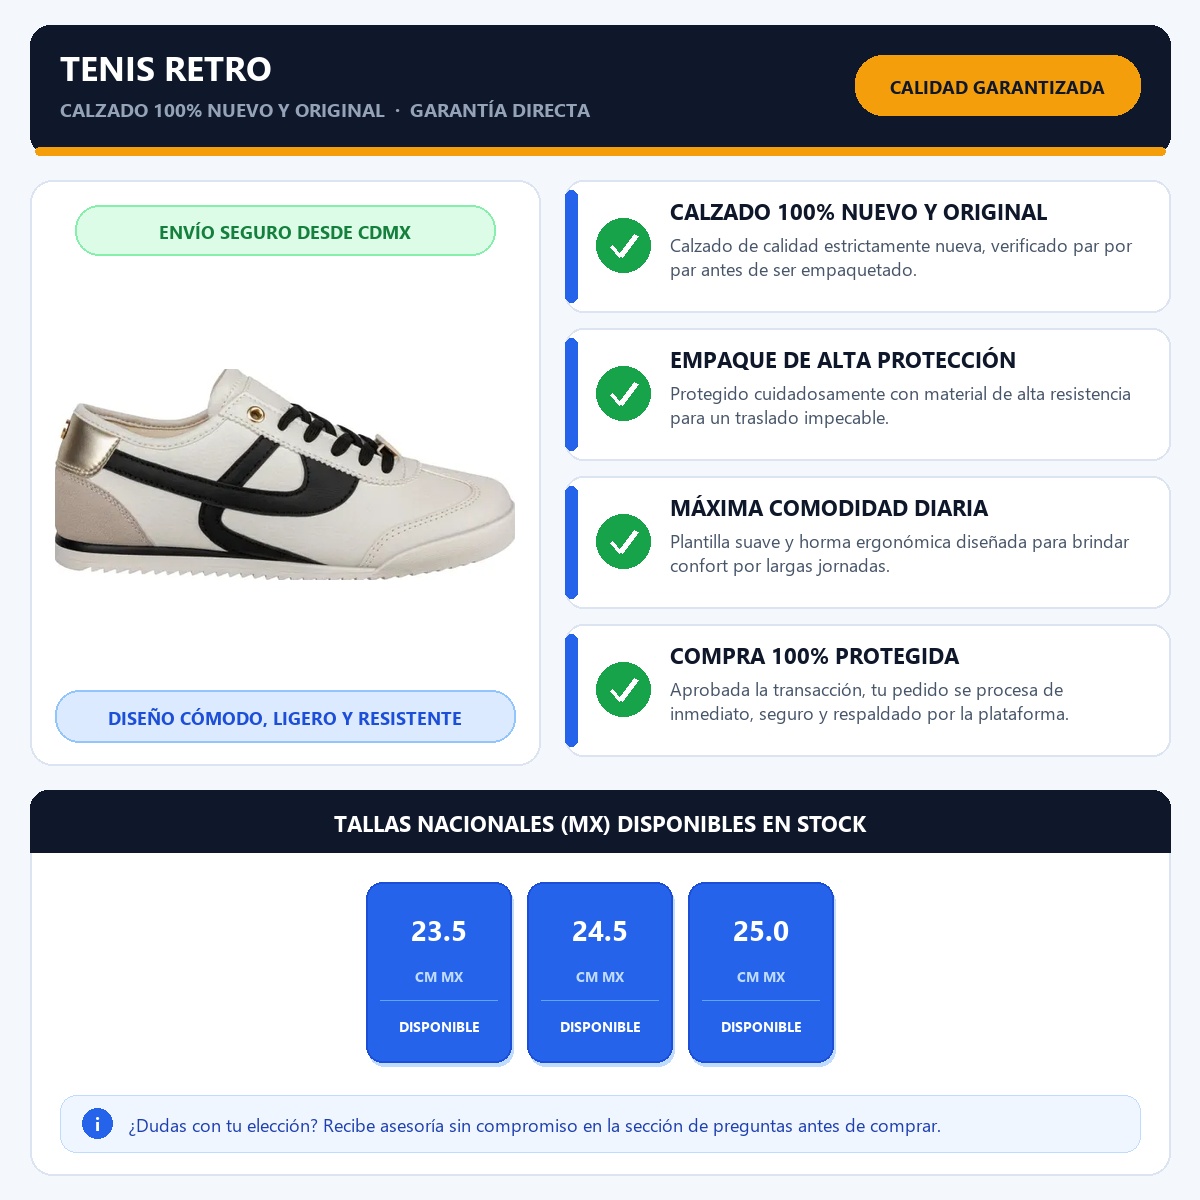 TENIS RETRO
CALZADO 100% NUEVO Y ORIGINAL · GARANTÍA DIRECTA
CALIDAD GARANTIZADA
ENVÍO SEGURO DESDE CDMX
DISEÑO CÓMODO, LIGERO Y RESISTENTE
CALZADO 100% NUEVO Y ORIGINAL
Calzado de calidad estrictamente nueva, verificado par por
par antes de ser empaquetado.
EMPAQUE DE ALTA PROTECCIÓN
Protegido cuidadosamente con material de alta resistencia
para un traslado impecable.
MÁXIMA COMODIDAD DIARIA
Plantilla suave y horma ergonómica diseñada para brindar
confort por largas jornadas.
COMPRA 100% PROTEGIDA
Aprobada la transacción, tu pedido se procesa de
inmediato, seguro y respaldado por la plataforma.
TALLAS NACIONALES (MX) DISPONIBLES EN STOCK
23.5
CM MX
DISPONIBLE
24.5
CM MX
DISPONIBLE
25.0
CM MX
DISPONIBLE
¿Dudas con tu elección? Recibe asesoría sin compromiso en la sección de preguntas antes de comprar.